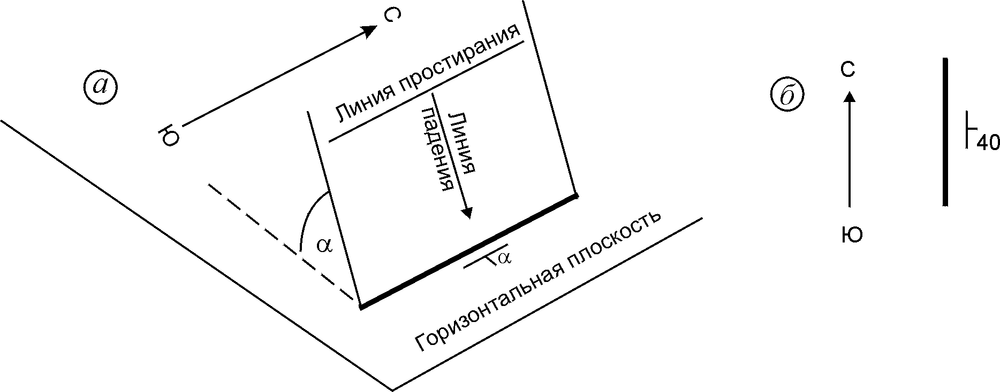 а
Ю
С
Линия простирания
Линия
падения
α
α
Горизонтальная плоскость
б
С
Ю
40